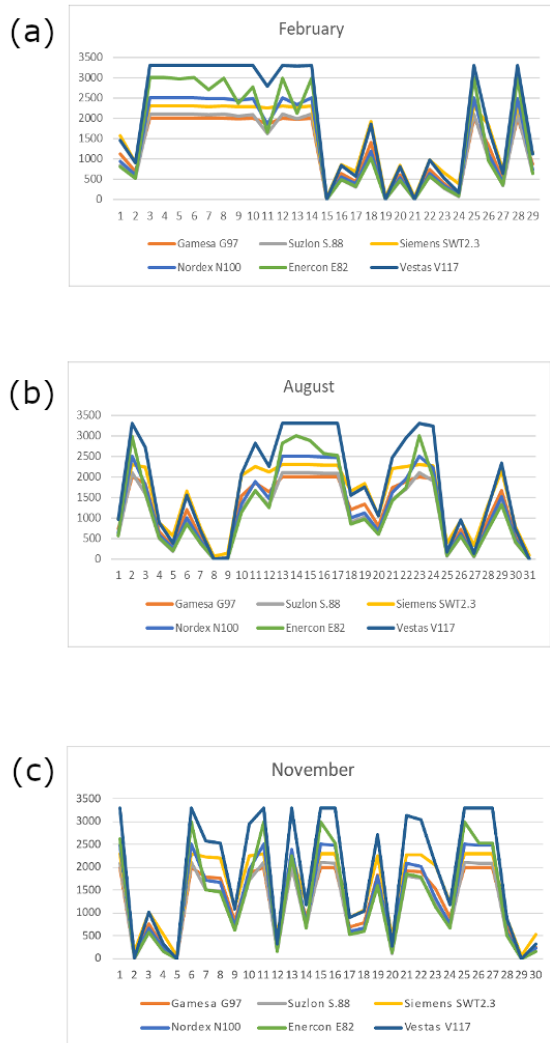 (a)
February
3500
3000
2500
2000
1500
1000
500
0
1 2 3 4 5 6 7 8 9 10 11 12 13 14 15 16 17 18 19 20 21 22 23 24 25 26 27 28 29
Gamesa G97 Suzlon S.88 Siemens SWT2.3
Nordex N100 Enercon E82 Vestas V117
(b)
August
3500
3000
2500
2000
1500
1000
500
0
1 2 3 4 5 6 7 8 9 10 11 12 13 14 15 16 17 18 19 20 21 22 23 24 25 26 27 28 29 30 31
Gamesa G97 Suzlon S.88 Siemens SWT2.3
Nordex N100 Enercon E82 Vestas V117
(c)
November
3500
3000
2500
2000
1500
1000
500
0
1 2 3 4 5 6 7 8 9 10 11 12 13 14 15 16 17 18 19 20 21 22 23 24 25 26 27 28 29 30
Gamesa G97 Suzlon S.88 Siemens SWT2.3
Nordex N100 Enercon E82 Vestas V117